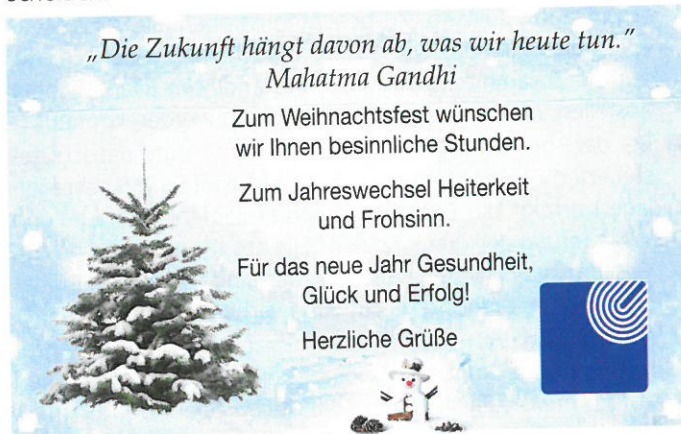 „Die Zukunft hängt davon ab, was wir heute tun.”
Mahatma Gandhi
Zum Weihnachtsfest wünschen
wir Ihnen besinnliche Stunden.
Zum Jahreswechsel Heiterkeit
und Frohsinn.
Für das neue Jahr Gesundheit,
Glück und Erfolg!
Herzliche Grüße